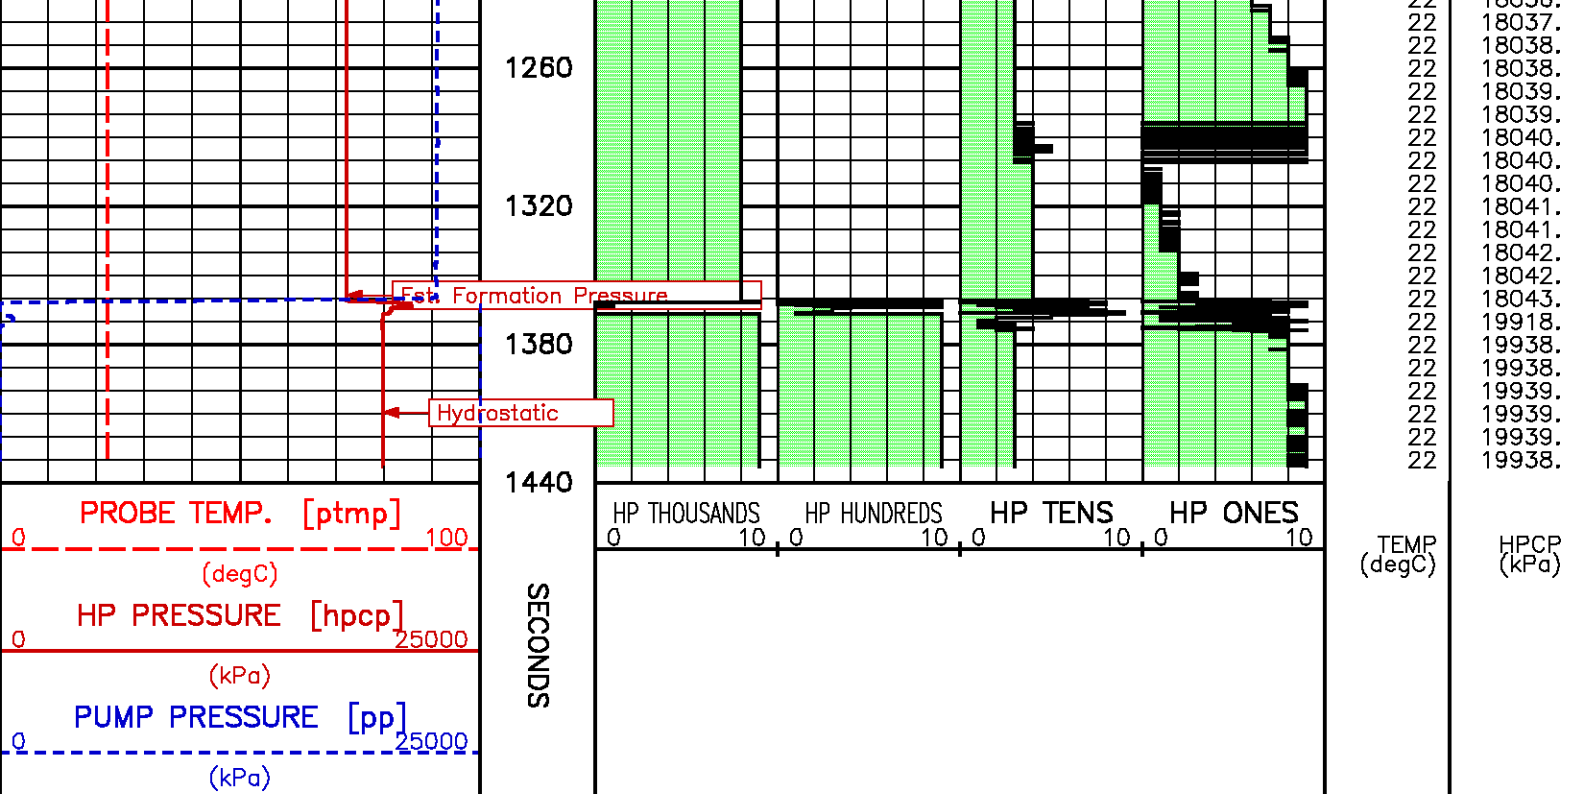 22 18036.
22 18037.
22 18038.
1260 22 18038.
22 18039.
22 18039.
22 18040.
22 18040.
22 18040.
1320 22 18041.
22 18041.
22 18042.
22 18042.
Est. Formation Pressure 22 18043.
22 19918.
1380 22 19938.
22 19938.
22 19939.
Hydrostatic 22 19939.
22 19939.
22 19938.
1440
PROBE TEMP. [ptmp]
0 100
(degC)
HP PRESSURE [hpcp]
0 25000
(kPa)
PUMP PRESSURE [pp]
0 25000
(kPa)
SECONDS
HP THOUSANDS HP HUNDREDS HP TENS HP ONES
0 10 0 10 0 10 0 10
TEMP HPCP
(degC) (kPa)